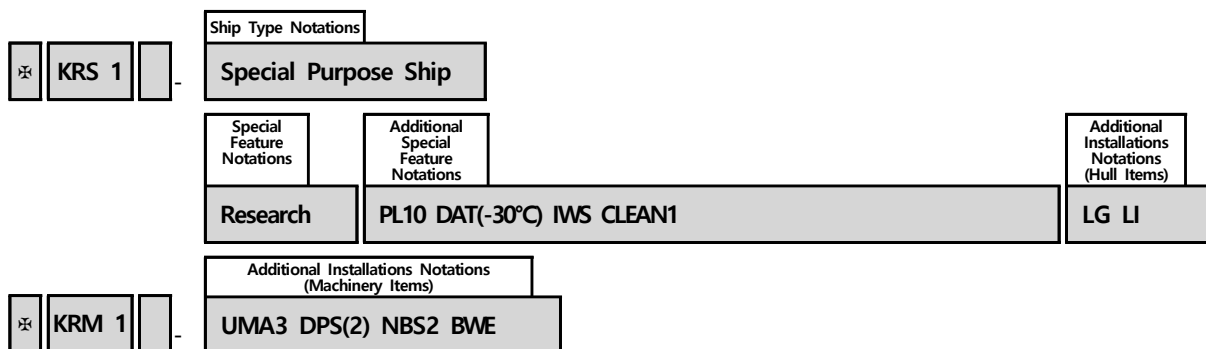 Ship Type Notations
✠ KRS 1 - Special Purpose Ship
Special
Feature
Notations
Additional
Special
Feature
Notations
Additional
Installations
Notations
(Hull Items)
Research PL10 DAT(-30℃) IWS CLEAN1 LG LI
Additional Installations Notations
(Machinery Items)
✠ KRM 1 - UMA3 DPS(2) NBS2 BWE